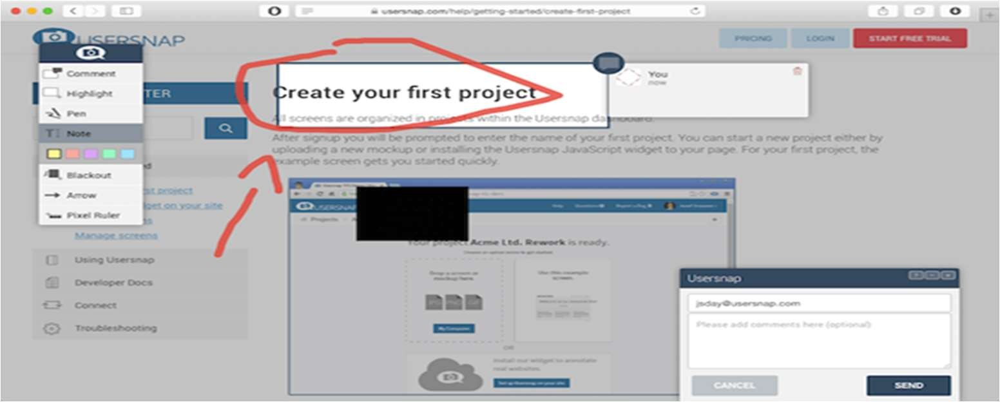 usersnap.com/help/getting-started/create-first-project
USERSNAP
PRICING
LOGIN
START FREE TRIAL
Comment
Highlight
Pen
Note
Blackout
Arrow
Pixel Ruler
TER
You
now
Create your first project
All screens are organized in projects within the Usersnap dashboard.
After signup you will be prompted to enter the name of your first project. You can start a new project either by
uploading a new mockup or installing the Usersnap JavaScript widget to your page. For your first project, the
example screen gets you started quickly.
rst project
dget on your site
Manage screens
Using Usersnap
Developer Docs
Connect
Troubleshooting
USERSNAP
Help
Projects
Your project Acme Ltd. Rework is ready.
Drop a screen or
mockup here.
My Computer
Use this example
screen.
OR
Install our widget to annotate
real websites.
Set up Usersnap on your site
Usersnap
jsday@usersnap.com
Please add comments here (optional)
CANCEL
SEND